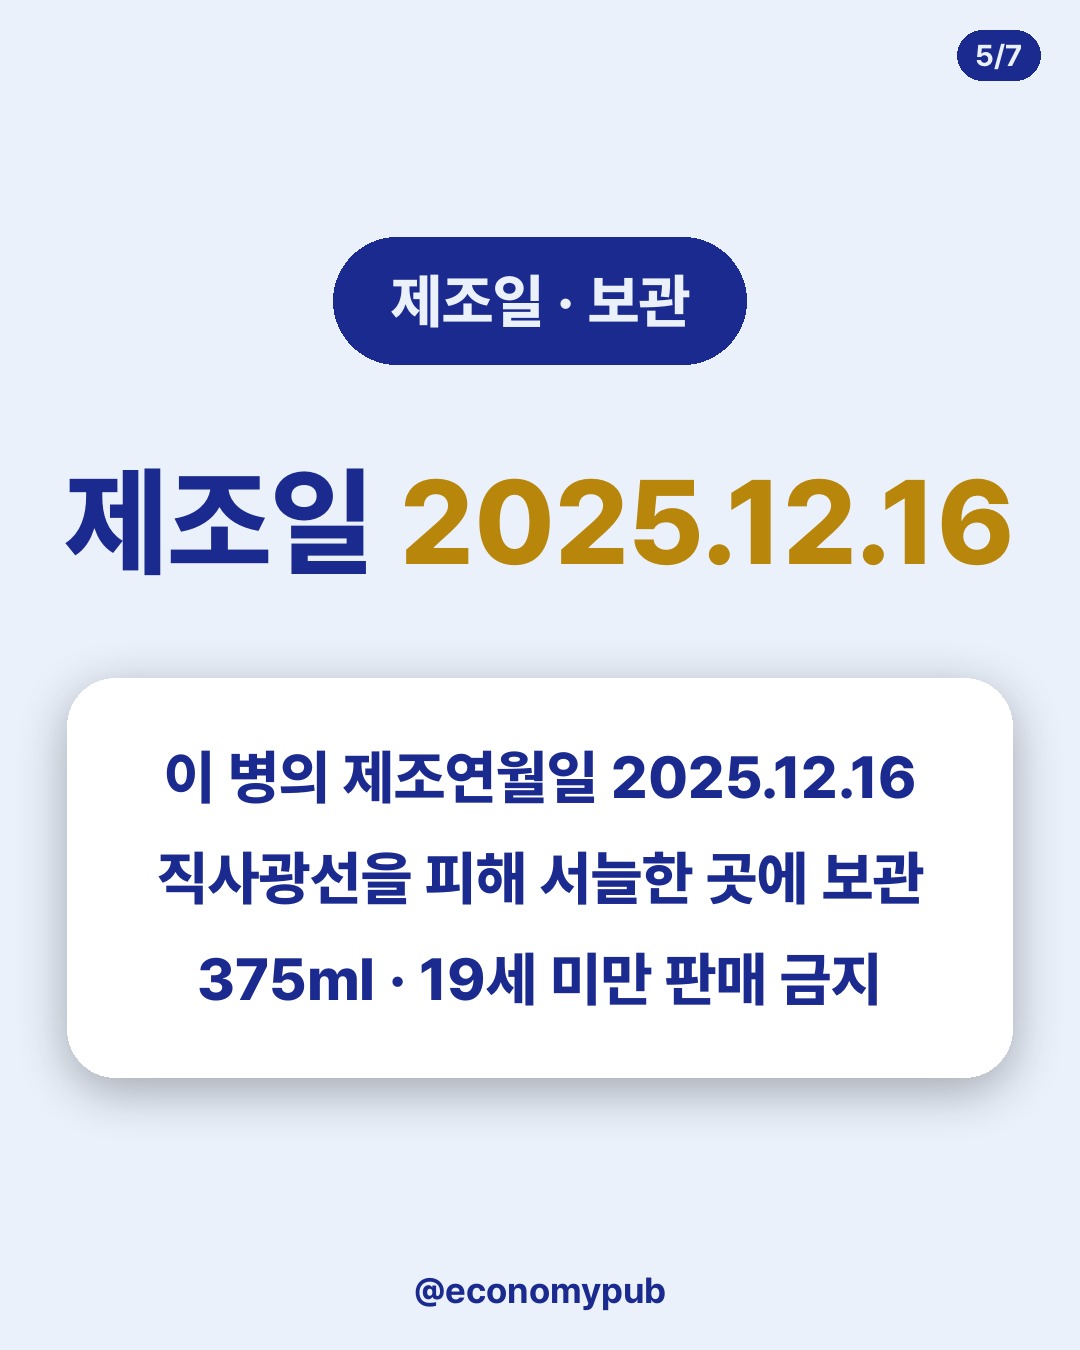 5/7
제조일 · 보관
제조일 2025.12.16
이 병의 제조연월일 2025.12.16
직사광선을 피해 서늘한 곳에 보관
375ml · 19세 미만 판매 금지
@economypub